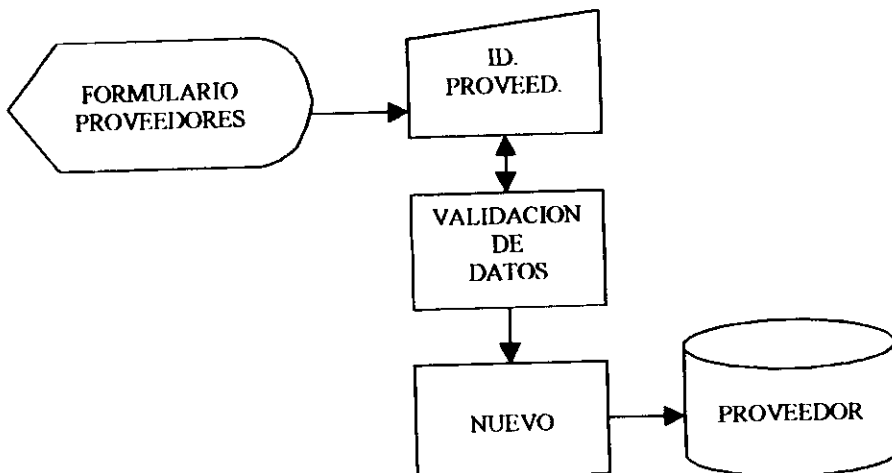 FORMULARIO
PROVEEDORES
ID.
PROVEED.
VALIDACION
DE
DATOS
NUEVO
PROVEEDOR